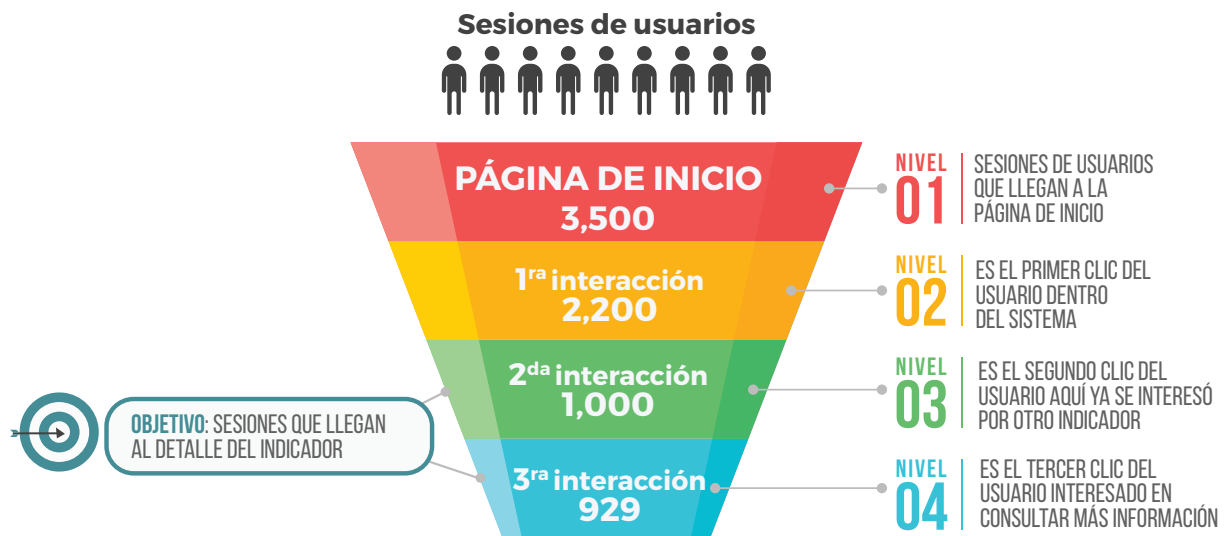 Sesiones de usuarios
PÁGINA DE INICIO
3,500
NIVEL
01
SESIONES DE USUARIOS
QUE LLEGAN A LA
PÁGINA DE INICIO
1ra interacción
2,200
NIVEL
02
ES EL PRIMER CLIC DEL
USUARIO DENTRO
DEL SISTEMA
2da interacción
1,000
NIVEL
03
ES EL SEGUNDO CLIC DEL
USUARIO AQUÍ YA SE INTERESÓ
POR OTRO INDICADOR
OBJETIVO: SESIONES QUE LLEGAN
AL DETALLE DEL INDICADOR
3ra interacción
929
NIVEL
04
ES EL TERCER CLIC DEL
USUARIO INTERESADO EN
CONSULTAR MÁS INFORMACIÓN